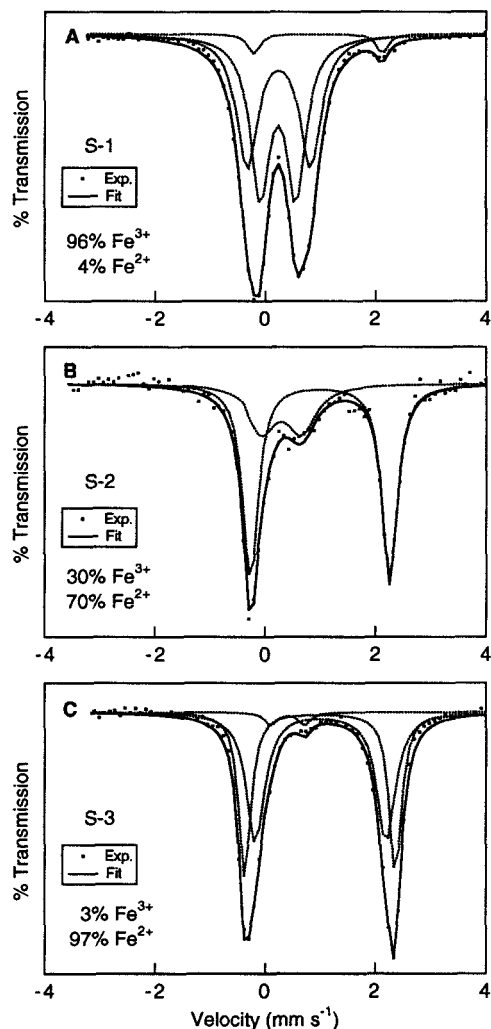 A
S-1
Exp.
Fit
96% Fe³⁺
4% Fe²⁺
% Transmission
-4 -2 0 2 4
B
S-2
Exp.
Fit
30% Fe³⁺
70% Fe²⁺
% Transmission
-4 -2 0 2 4
C
S-3
Exp.
Fit
3% Fe³⁺
97% Fe²⁺
% Transmission
-4 -2 0 2 4
Velocity (mm s⁻¹)